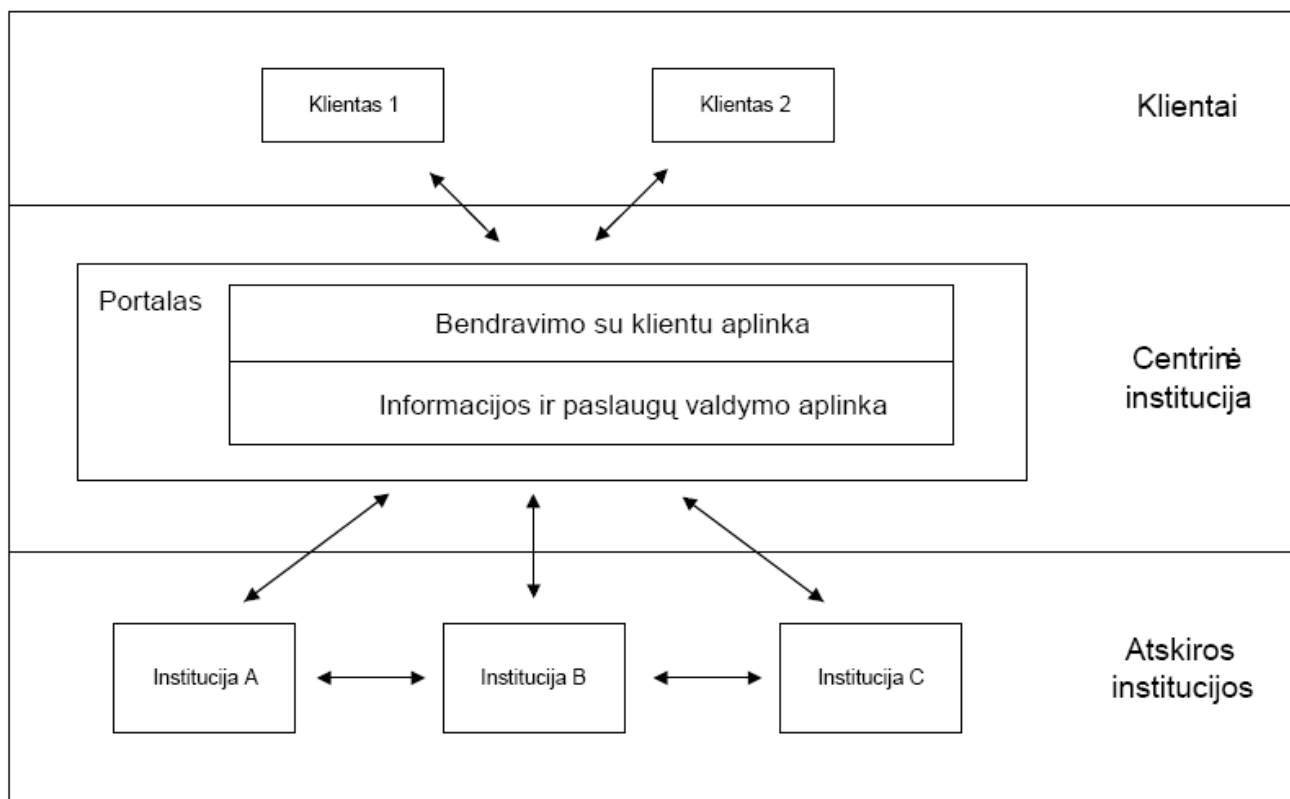 Klientas 1
Klientas 2
Klientai
Portalas
Bendravimo su klientu aplinka
Informacijos ir paslaugų valdymo aplinka
Centrinė
institucija
Institucija A
Institucija B
Institucija C
Atskiros
institucijos